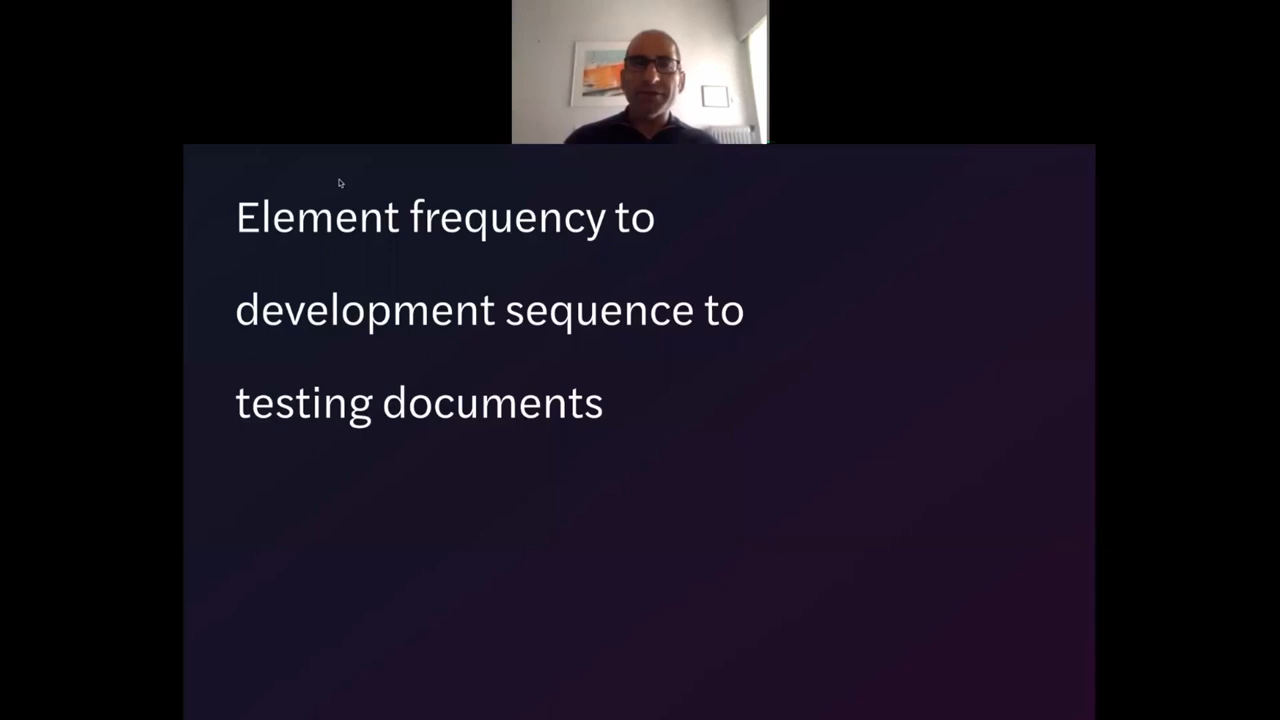 Element frequency to
development sequence to
testing documents